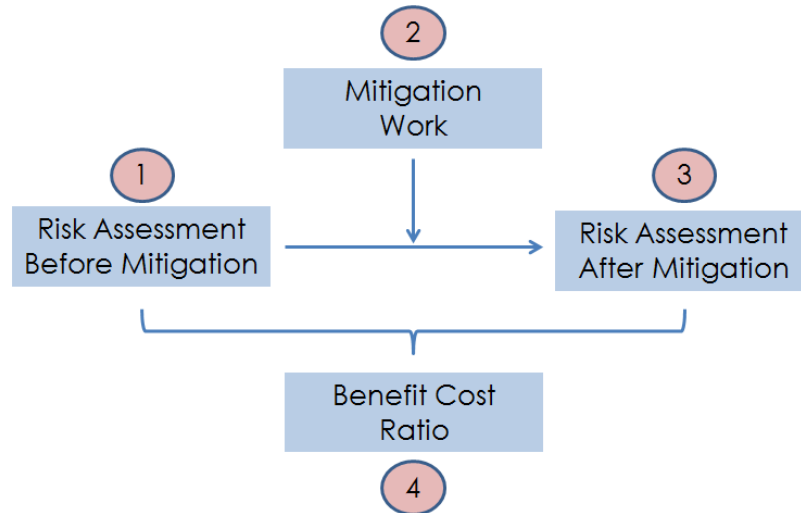 2
Mitigation
Work
1
Risk Assessment
Before Mitigation
3
Risk Assessment
After Mitigation
Benefit Cost
Ratio
4